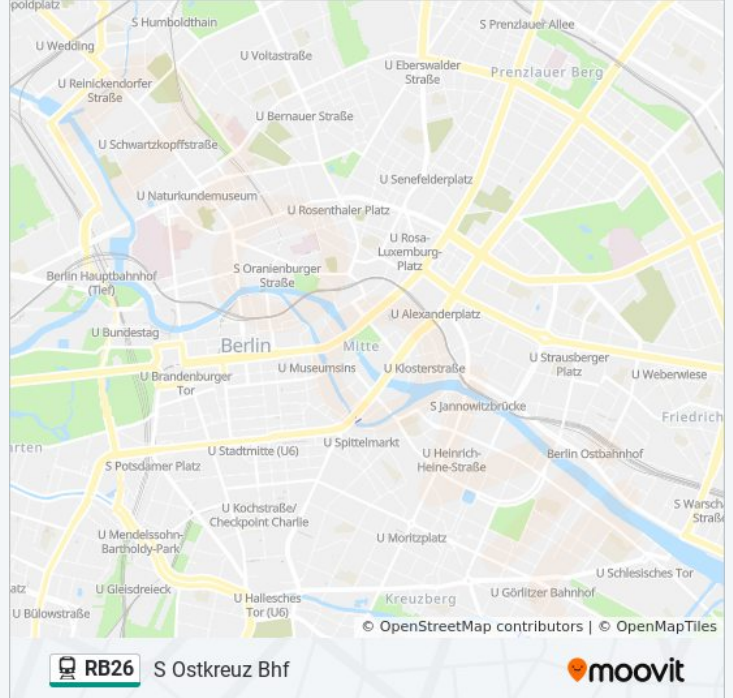 poldplatz
S Humboldthain
S Prenzlauer Allee
U Wedding
U Voltastraße
U Eberswalder
Straße
Prenzlauer Berg
U Reinickendorfer
Straße
U Bernauer Straße
U Schwartzkopffstraße
U Senefelderplatz
U Naturkundemuseum
U Rosenthaler Platz
U Rosa-
Luxemburg-
Platz
Berlin Hauptbahnhof
(Tief)
S Oranienburger
Straße
U Alexanderplatz
U Bundestag
Berlin
Mitte
U Museumsins
U Klosterstraße
U Strausberger
Platz
U Weberwiese
U Brandenburger
Tor
S Jannowitzbrücke
Friedrich
rten
U Stadtmitte (U6)
U Spittelmarkt
U Heinrich-
Heine-Straße
Berlin Ostbahnhof
S Potsdamer Platz
S Warsch
Straße
U Kochstraße/
Checkpoint Charlie
U Mendelssohn-
Bartholdy-Park
U Moritzplatz
U Schlesisches Tor
atz
U Gleisdreieck
U Hallesches
Tor (U6)
Kreuzberg
U Görlitzer Bahnhof
U Bülowstraße
© OpenStreetMap contributors | © OpenMapTiles
RB26 S Ostkreuz Bhf
moovit